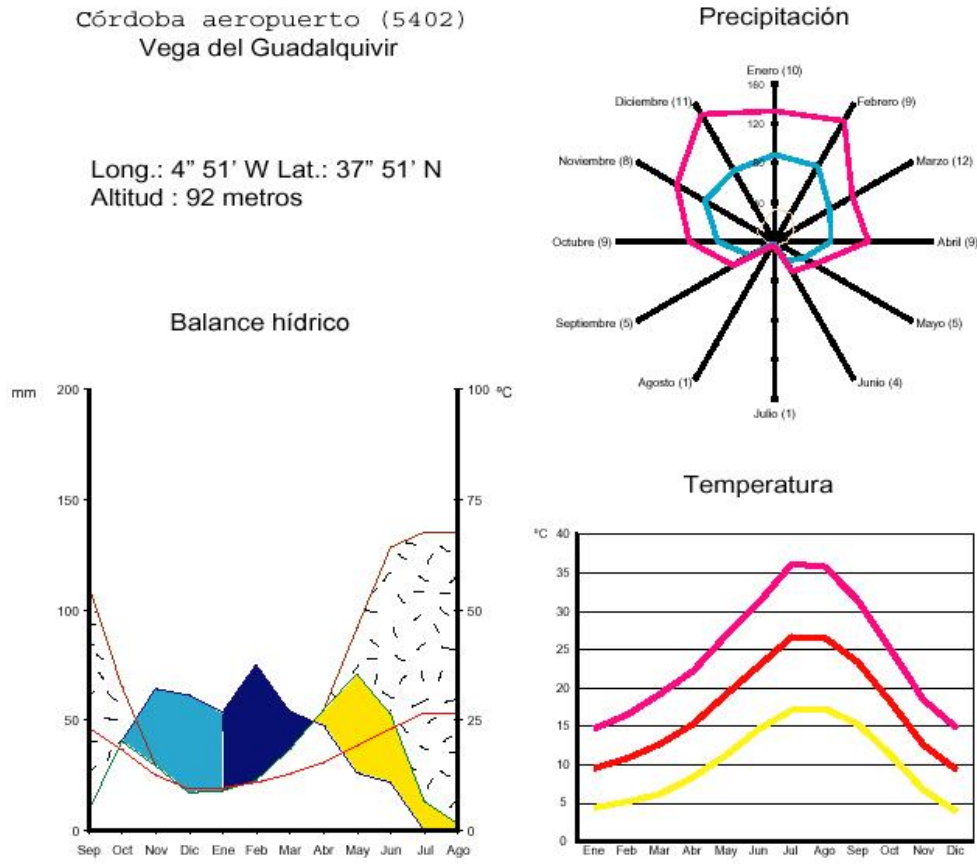 Córdoba aeropuerto (5402)
Vega del Guadalquivir
Long.: 4” 51’ W Lat.: 37” 51’ N
Altitud : 92 metros
Precipitación
Enero (10)
160
Diciembre (11)
Febrero (9)
120
Noviembre (8)
80
Marzo (12)
40
Octubre (9)
Abril (9)
Septiembre (5)
Mayo (5)
Agosto (1)
Junio (4)
Julio (1)
Balance hídrico
mm
200
100
ºC
150
75
100
50
50
25
0
0
Sep Oct Nov Dic Ene Feb Mar Abr May Jun Jul Ago
Temperatura
ºC
40
35
30
25
20
15
10
5
0
Ene Feb Mar Abr May Jun Jul Ago Sep Oct Nov Dic